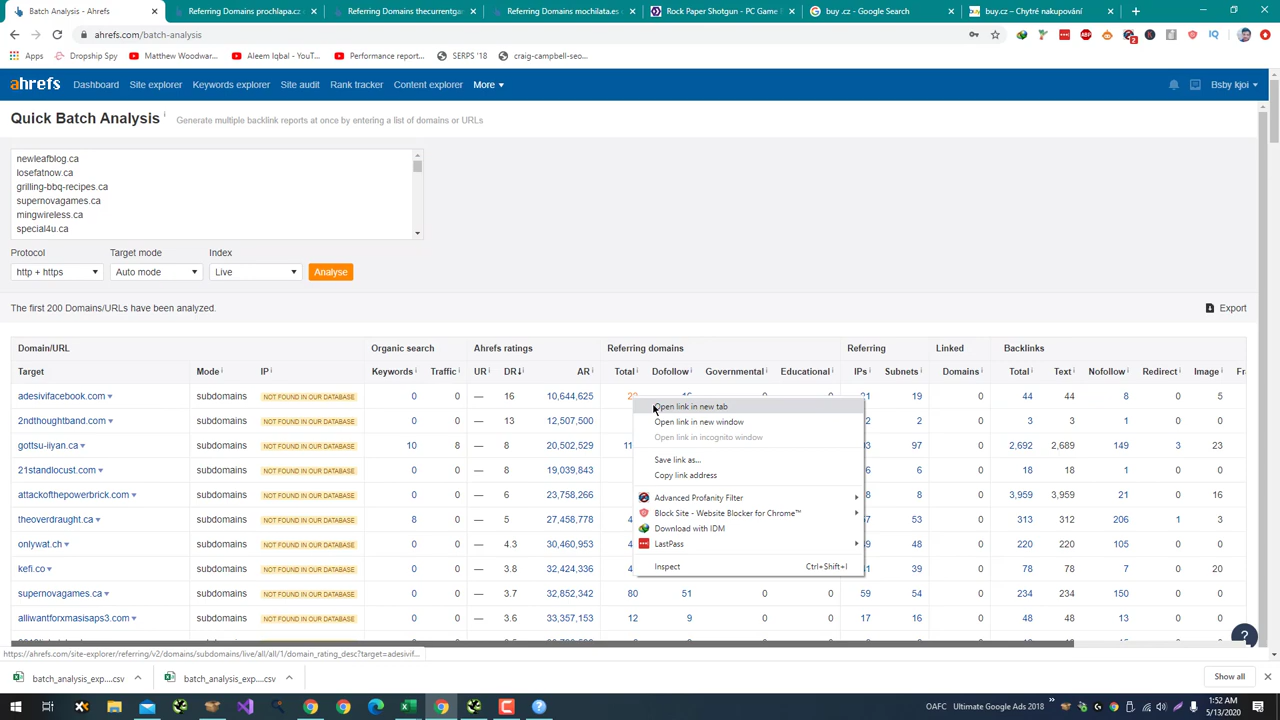 Batch Analysis - Ahrefs
Referring Domains prochlapa.cz
Referring Domains thecurrentgar
Referring Domains mochilata.es
Rock Paper Shotgun - PC Game
buy .cz - Google Search
buy.cz – Chytré nakupování
ahrefs.com/batch-analysis
Apps
Dropship Spy
Matthew Woodwar...
Aleem Iqbal - YouT...
Performance report...
SERPS '18
craig-campbell-seo...
ahrefs
Dashboard
Site explorer
Keywords explorer
Site audit
Rank tracker
Content explorer
More
Bsby kjoi
Quick Batch Analysis
Generate multiple backlink reports at once by entering a list of domains or URLs
newleafblog.ca
losefatnow.ca
grilling-bbq-recipes.ca
supernovagames.ca
mingwireless.ca
special4u.ca
Protocol Target mode Index
http + https Auto mode Live Analyse
The first 200 Domains/URLs have been analyzed.
Export
Domain/URL Organic search Ahrefs ratings Referring domains Referring Linked Backlinks
Target Mode IP Keywords Traffic UR DR AR Total Dofollow Governmental Educational IPs Subnets Domains Total Text Nofollow Redirect Image Fr
adesivifacebook.com subdomains NOT FOUND IN OUR DATABASE 0 0 — 16 10,644,625 19 0 44 44 8 0 5
2ndthoughtband.com subdomains NOT FOUND IN OUR DATABASE 0 0 — 13 12,507,500 2 0 3 3 1 0 0
gottsu-iiyan.ca subdomains NOT FOUND IN OUR DATABASE 10 8 — 8 20,502,529 97 0 2,692 2,689 149 3 23
21standlocust.com subdomains NOT FOUND IN OUR DATABASE 0 0 — 8 19,039,843 6 0 18 18 1 0 0
attackofthepowerbrick.com subdomains NOT FOUND IN OUR DATABASE 0 0 — 6 23,758,266 8 0 3,959 3,959 21 0 16
theoverdraught.ca subdomains NOT FOUND IN OUR DATABASE 8 0 — 5 27,458,778 53 0 313 312 206 1 3
onlywat.ch subdomains NOT FOUND IN OUR DATABASE 0 0 — 4.3 30,460,953 48 0 220 220 105 0 0
kefi.co subdomains NOT FOUND IN OUR DATABASE 0 0 — 3.8 32,424,336 39 0 78 78 7 0 20
supernovagames.ca subdomains NOT FOUND IN OUR DATABASE 0 0 — 3.7 32,852,342 80 51 0 0 59 54 0 234 234 150 0 0
alliwantforxmasisaps3.com subdomains NOT FOUND IN OUR DATABASE 0 0 — 3.6 33,357,153 12 9 0 0 17 16 0 48 48 13 0 0
Open link in new tab
Open link in new window
Open link in incognito window
Save link as...
Copy link address
Advanced Profanity Filter
Block Site - Website Blocker for Chrome™
Download with IDM
LastPass
Inspect Ctrl+Shift+I
https://ahrefs.com/site-explorer/referring/v2/domains/subdomains/live/all/all/1/domain_rating_desc?target=adesivif...
?
batch_analysis_exp....csv
batch_analysis_exp....csv
Show all
OAFC Ultimate Google Ads 2018
1:52 AM
5/13/2020